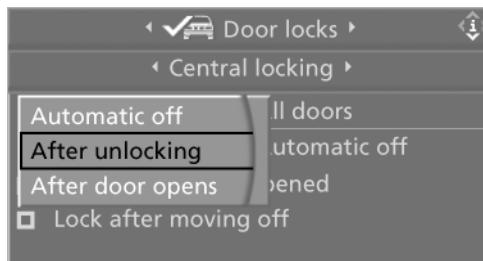 Door locks
Central locking
Automatic off
ll doors
After unlocking
utomatic off
After door opens
pened
Lock after moving off